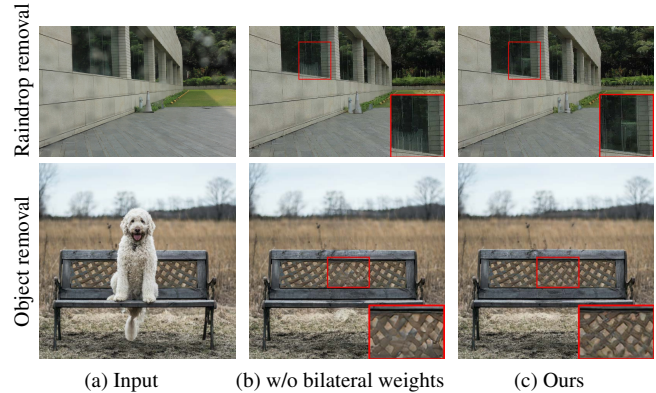 Raindrop removal
Object removal
(a) Input
(b) w/o bilateral weights
(c) Ours